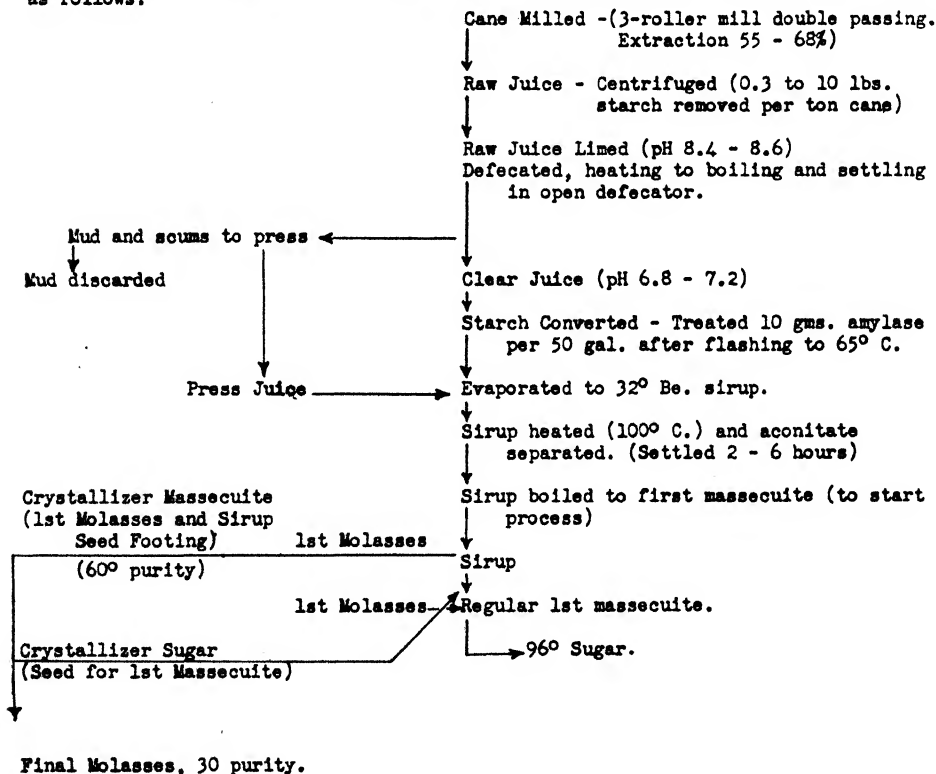 as follows:
Cane Milled -(3-roller mill double passing.
Extraction 55 - 68%)
Raw Juice - Centrifuged (0.3 to 10 lbs.
starch removed per ton cane)
Raw Juice Limed (pH 8.4 - 8.6)
Defecated, heating to boiling and settling
in open defecator.
Mud and scums to press
Mud discarded
Clear Juice (pH 6.8 - 7.2)
Starch Converted - Treated 10 gms. amylase
per 50 gal. after flashing to 65° C.
Press Juice
Evaporated to 32° Be. sirup.
Sirup heated (100° C.) and aconitate
separated. (Settled 2 - 6 hours)
Sirup boiled to first massecuite (to start
process)
Crystallizer Massecuite
(1st Molasses and Sirup
Seed Footing)
1st Molasses
(60° purity)
Sirup
1st Molasses
Regular 1st massecuite.
96° Sugar.
Crystallizer Sugar
(Seed for 1st Massecuite)
Final Molasses, 30 purity.